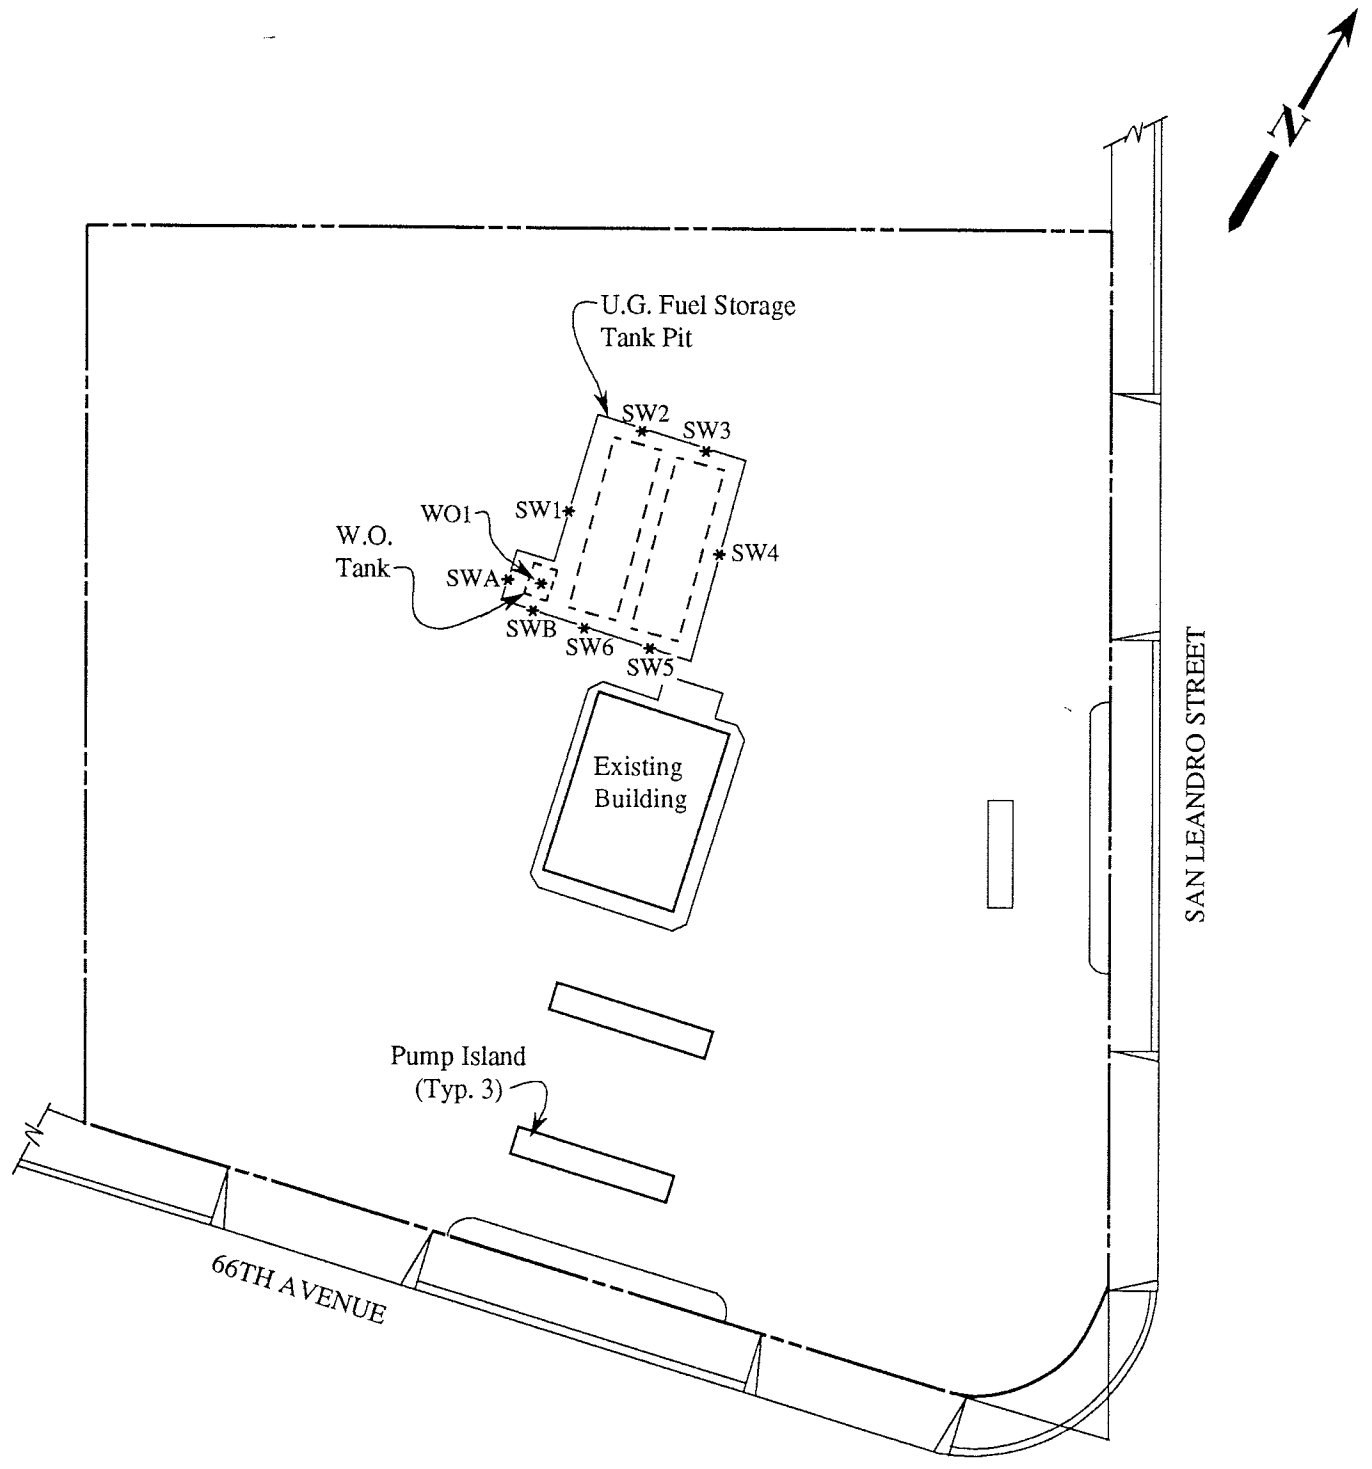 N
N
U.G. Fuel Storage
Tank Pit
SW2
SW3
SW1
WO1
W.O.
Tank
SW4
SWA
SWB
SW6
SW5
Existing
Building
SAN LEANDRO STREET
Pump Island
(Typ. 3)
N
66TH AVENUE